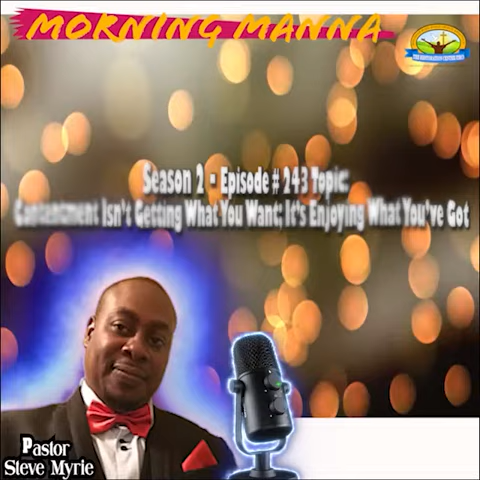 MORNING MANNA
Season 2 - Episode # 243 Topic:
Contentment Isn't Getting What You Want; It's Enjoying What You've Got
Pastor
Steve Myrie